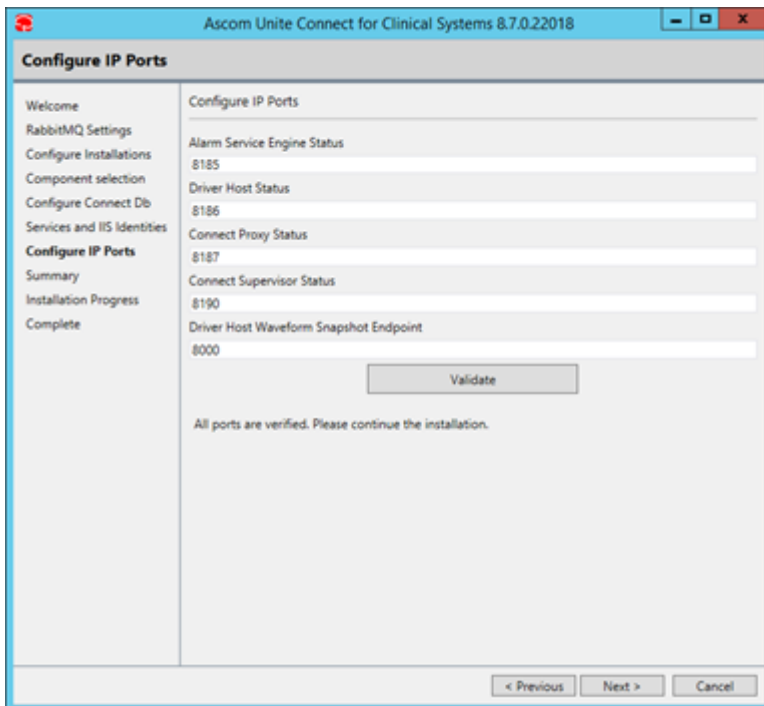 Ascom Unite Connect for Clinical Systems 8.7.0.22018
Configure IP Ports
Welcome
RabbitMQ Settings
Configure Installations
Component selection
Configure Connect Db
Services and IIS Identities
Configure IP Ports
Summary
Installation Progress
Complete
Configure IP Ports
Alarm Service Engine Status
8185
Driver Host Status
8186
Connect Proxy Status
8187
Connect Supervisor Status
8190
Driver Host Waveform Snapshot Endpoint
8000
Validate
All ports are verified. Please continue the installation.
< Previous
Next >
Cancel